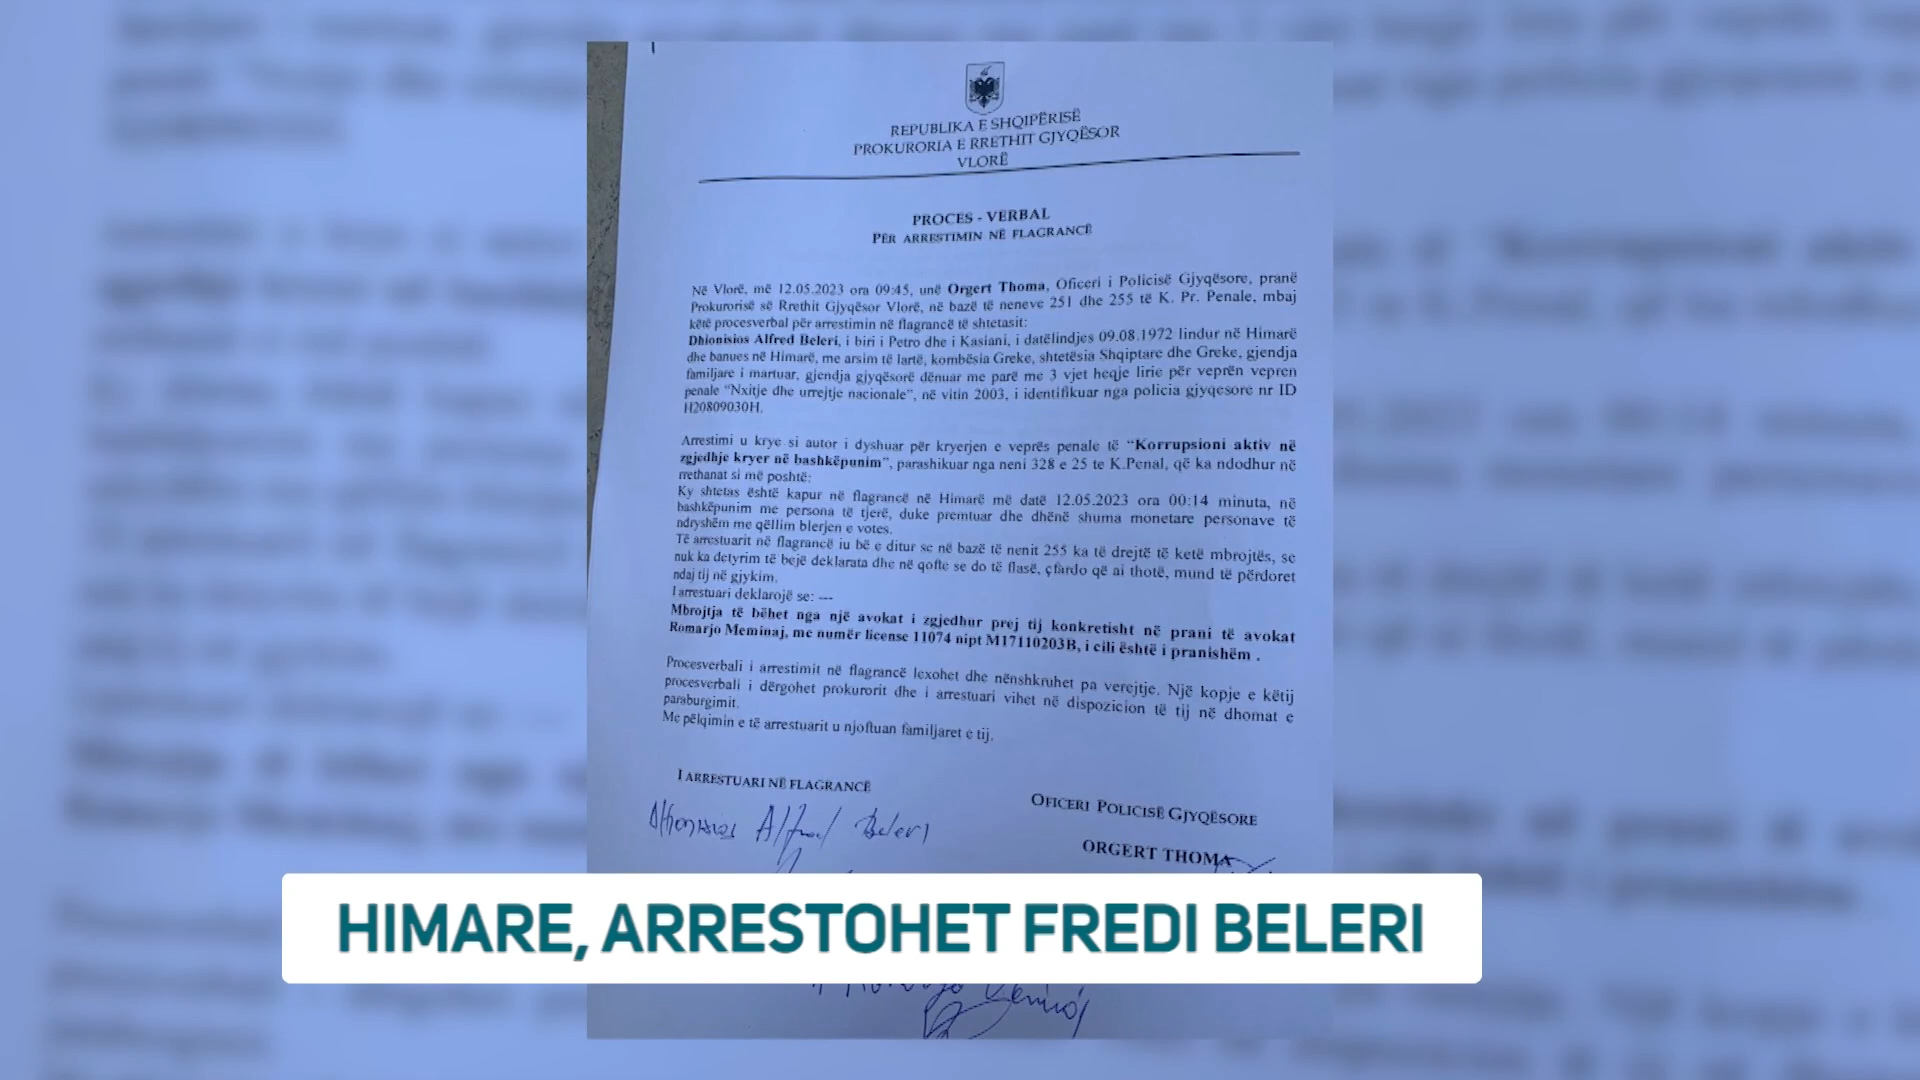 REPUBLIKA E SHQIPËRISË
PROKURORIA E RRETHIT GJYQËSOR
VLORË
PROCES - VERBAL
PËR ARRESTIMIN NË FLAGRANCË
Në Vlorë, më 12.05.2023 ora 09:45, unë Orgert Thoma, Oficeri i Policisë Gjyqësore, pranë
Prokurorisë së Rrethit Gjyqësor Vlorë, në bazë të neneve 251 dhe 255 të K. Pr. Penale, mbaj
këtë procesverbal për arrestimin në flagrancë të shtetasit:
Dhionisios Alfred Beleri, i biri i Petro dhe i Kasiani, i datëlindjes 09.08.1972 lindur në Himarë
dhe banues në Himarë, me arsim të lartë, kombësia Greke, shtetësia Shqiptare dhe Greke, gjendja
familjare i martuar, gjendja gjyqësorë dënuar me parë me 3 vjet heqje lirie për veprën vepren
penale "Nxitje dhe urrejtje nacionale", në vitin 2003, i identifikuar nga policia gjyqesore nr ID
H20809030H.
Arrestimi u krye si autor i dyshuar për kryerjen e veprës penale të "Korrupsioni aktiv në
zgjedhje kryer në bashkëpunim", parashikuar nga neni 328 e 25 te K.Penal, që ka ndodhur në
rrethanat si më poshtë:
Ky shtetas është kapur në flagrancë në Himarë më datë 12.05.2023 ora 00:14 minuta, në
bashkëpunim me persona të tjerë, duke premtuar dhe dhënë shuma monetare personave të
ndryshëm me qëllim blerjen e votes.
Të arrestuarit në flagrancë iu bë e ditur se në bazë të nenit 255 ka të drejtë të ketë mbrojtës, se
nuk ka detyrim të bejë deklarata dhe në qofte se do të flasë, çfardo që ai thotë, mund të përdoret
ndaj tij në gjykim.
I arrestuari deklarojë se: ---
Mbrojtja të bëhet nga një avokat i zgjedhur prej tij konkretisht në prani të avokat
Romarjo Meminaj, me numër license 11074 nipt M17110203B, i cili është i pranishëm .
Procesverbali i arrestimit në flagrancë lexohet dhe nënshkruhet pa verejtje. Një kopje e këtij
procesverbali i dërgohet prokurorit dhe i arrestuari vihet në dispozicion të tij në dhomat e
paraburgimit.
Me pëlqimin e të arrestuarit u njoftuan familjaret e tij.
I ARRESTUARI NË FLAGRANCË
OFICERI POLICISË GJYQËSORE
Dhionisios Alfred Beleri
ORGERT THOMA
HIMARE, ARRESTOHET FREDI BELERI